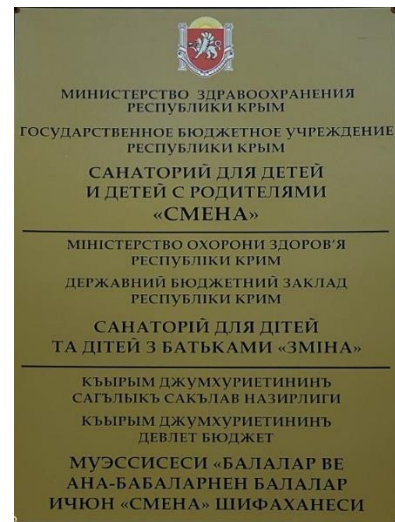 МИНИСТЕРСТВО ЗДРАВООХРАНЕНИЯ
РЕСПУБЛИКИ КРЫМ
ГОСУДАРСТВЕННОЕ БЮДЖЕТНОЕ УЧРЕЖДЕНИЕ
РЕСПУБЛИКИ КРЫМ
САНАТОРИЙ ДЛЯ ДЕТЕЙ
И ДЕТЕЙ С РОДИТЕЛЯМИ
«СМЕНА»
МІНІСТЕРСТВО ОХОРОНИ ЗДОРОВ'Я
РЕСПУБЛІКИ КРИМ
ДЕРЖАВНИЙ БЮДЖЕТНИЙ ЗАКЛАД
РЕСПУБЛІКИ КРИМ
САНАТОРІЙ ДЛЯ ДІТЕЙ
ТА ДІТЕЙ З БАТЬКАМИ «ЗМІНА»
КЪЫРЫМ ДЖУМХУРИЕТИНИНЪ
САГЪЛЫКЪ САКЪЛАВ НАЗИРЛИГИ
КЪЫРЫМ ДЖУМХУРИЕТИНИНЪ
ДЕВЛЕТ БЮДЖЕТ
МУЭССИСЕСИ «БАЛАЛАР ВЕ
АНА-БАБАЛАРНЕН БАЛАЛАР
ИЧЮН «СМЕНА» ШИФАХАНЕСИ